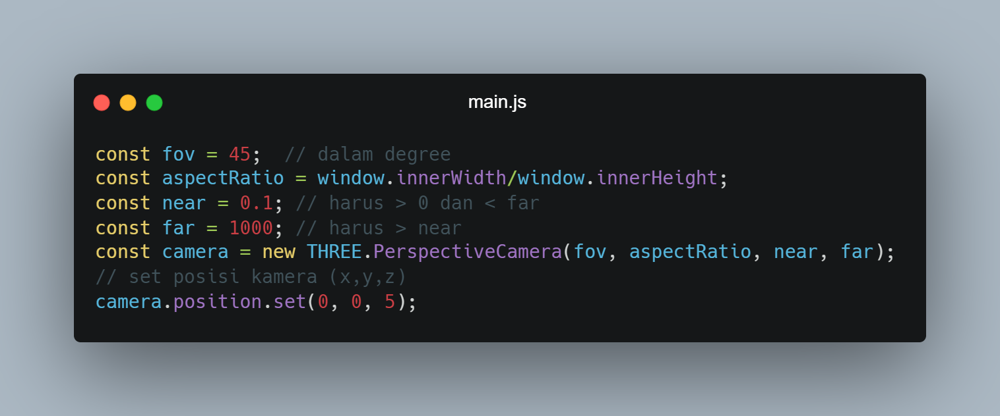 main.js
const fov = 45;  // dalam degree
const aspectRatio = window.innerWidth/window.innerHeight;
const near = 0.1; // harus > 0 dan < far
const far = 1000; // harus > near
const camera = new THREE.PerspectiveCamera(fov, aspectRatio, near, far);
// set posisi kamera (x,y,z)
camera.position.set(0, 0, 5);